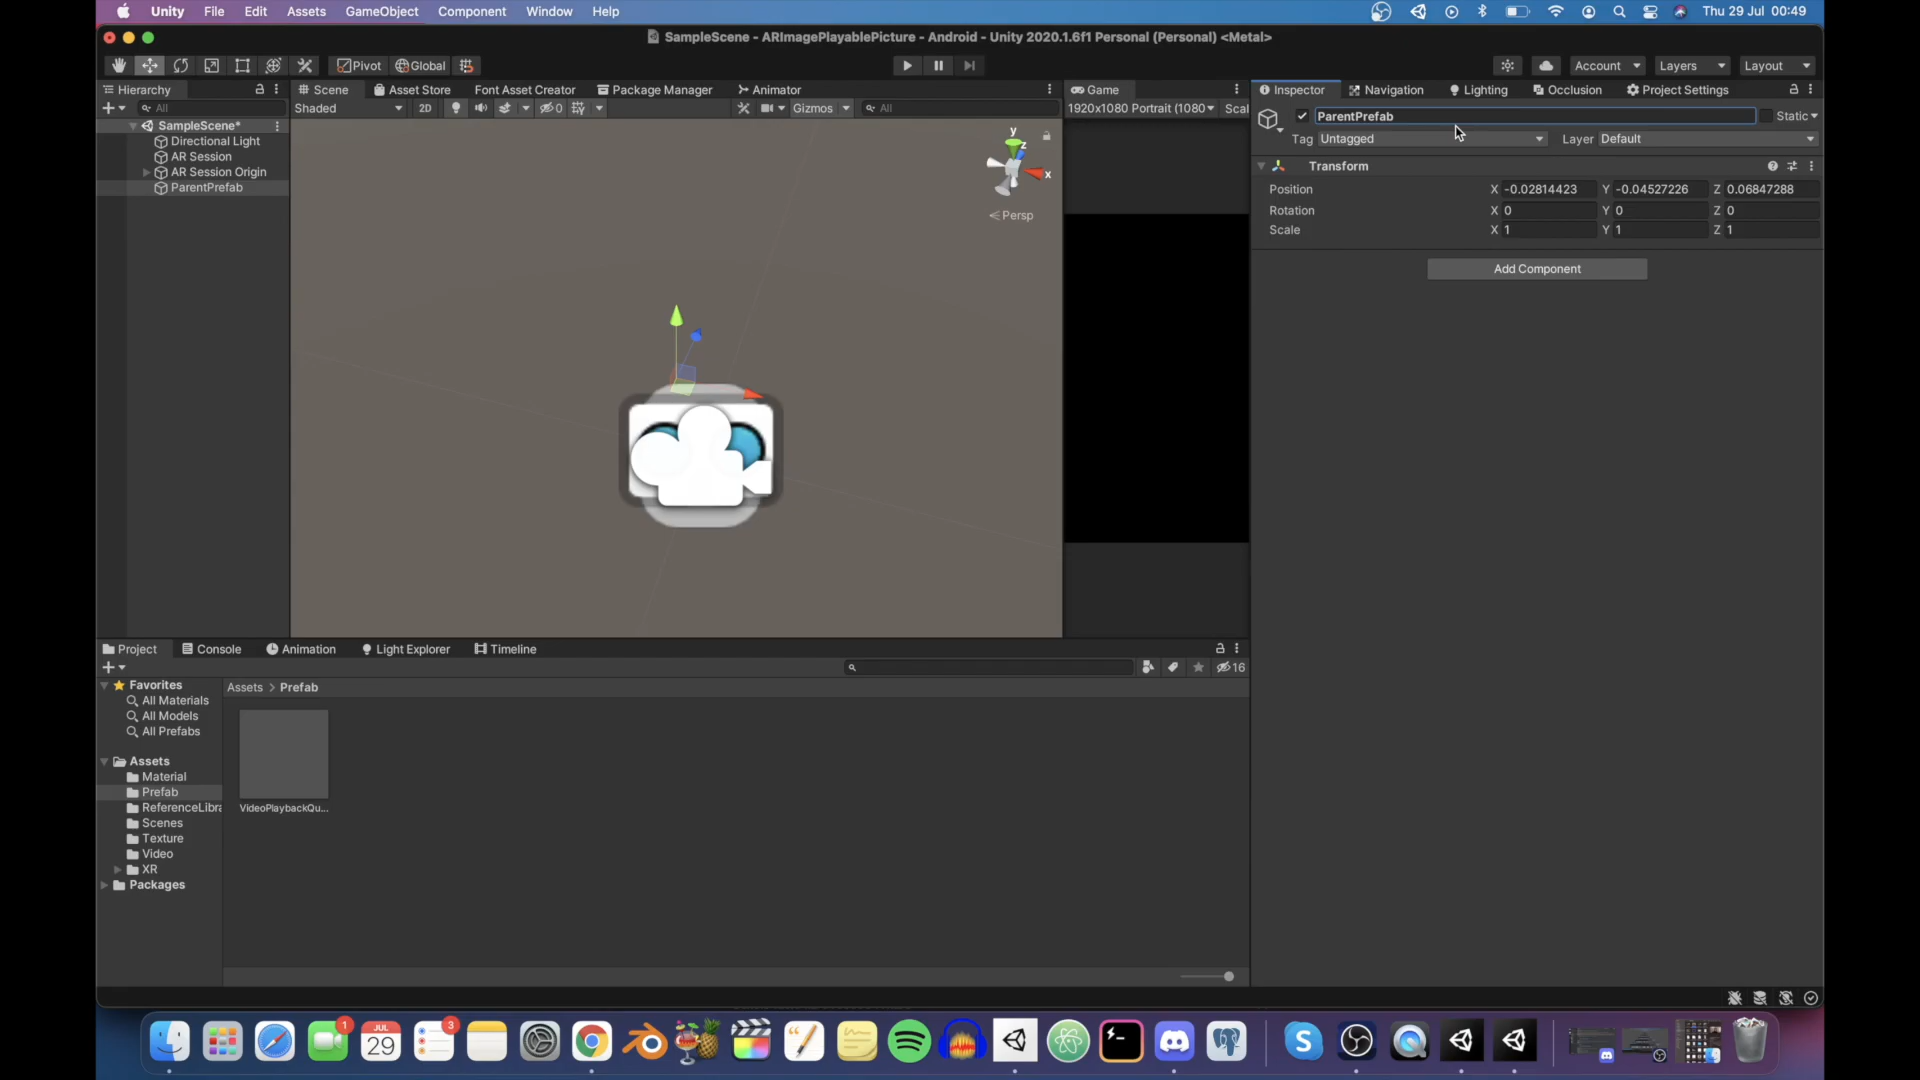 Unity File Edit Assets GameObject Component Window Help Thu 29 Jul 00:49
SampleScene - ARImagePlayablePicture - Android - Unity 2020.1.6f1 Personal (Personal) <Metal>
Pivot Global Account Layers Layout
Hierarchy
All
SampleScene*
Directional Light
AR Session
AR Session Origin
ParentPrefab
Scene Asset Store Font Asset Creator Package Manager Animator
Shaded 2D 0 Gizmos All
y
z
x
Persp
Game
1920x1080 Portrait (1080 Scal
Inspector Navigation Lighting Occlusion Project Settings
ParentPrefab Static
Tag Untagged Layer Default
Transform
Position X -0.02814423 Y -0.04527226 Z 0.06847288
Rotation X 0 Y 0 Z 0
Scale X 1 Y 1 Z 1
Add Component
Project Console Animation Light Explorer Timeline
16
Favorites
All Materials
All Models
All Prefabs
Assets
Material
Prefab
ReferenceLibra
Scenes
Texture
Video
XR
Packages
Assets > Prefab
VideoPlaybackQu...
1
JUL
29
3